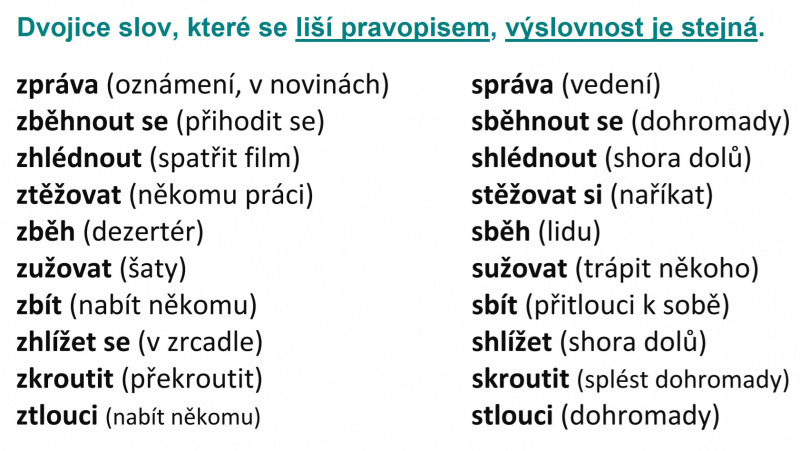 Dvojice slov, které se liší pravopisem, výslovnost je stejná.
zpráva (oznámení, v novinách) správa (vedení)
zběhnout se (přihodit se) sběhnout se (dohromady)
zhlédnout (spatřit film) shlédnout (shora dolů)
ztěžovat (někomu práci) stěžovat si (naříkat)
zběh (dezertér) sběh (lidu)
zužovat (šaty) sužovat (trápit někoho)
zbít (nabít někomu) sbít (přitlouci k sobě)
zhlížet se (v zrcadle) shlížet (shora dolů)
zkroutit (překroutit) skroutit (splést dohromady)
ztlouci (nabít někomu) stlouci (dohromady)